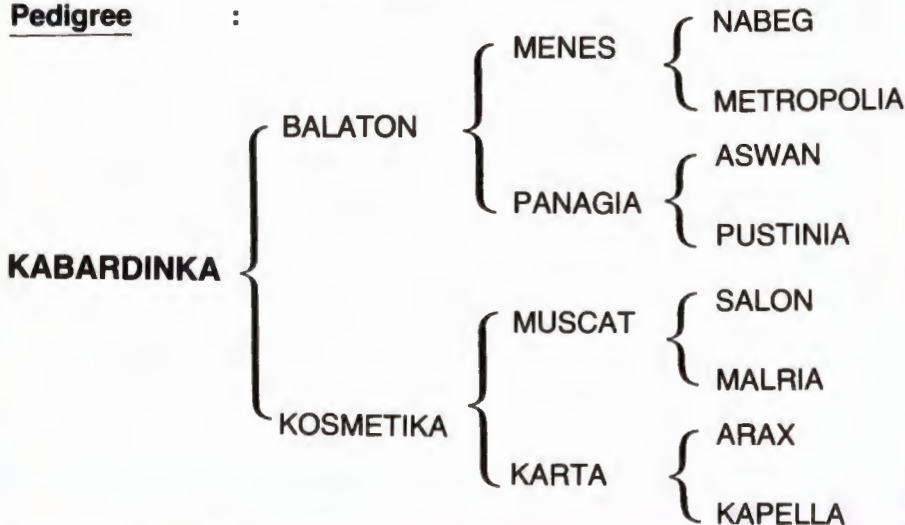 Pedigree :
NABEG
MENES
METROPOLIA
BALATON
ASWAN
PANAGIA
PUSTINIA
KABARDINKA
SALON
MUSCAT
MALRIA
KOSMETIKA
ARAX
KARTA
KAPELLA